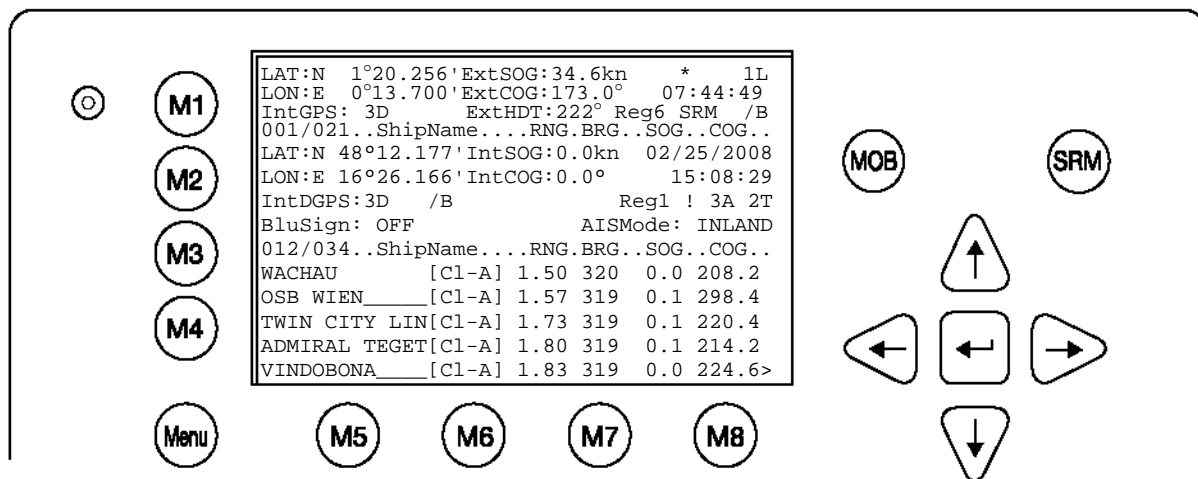 LAT:N  1°20.256'ExtSOG:34.6kn    *   1L
LON:E  0°13.700'ExtCOG:173.0°  07:44:49
IntGPS: 3D     ExtHDT:222° Reg6 SRM  /B
001/021..ShipName....RNG.BRG..SOG..COG..
LAT:N 48°12.177'IntSOG:0.0kn  02/25/2008
LON:E 16°26.166'IntCOG:0.0°     15:08:29
IntDGPS:3D  /B             Reg1 ! 3A 2T
BluSign: OFF            AISMode: INLAND
012/034..ShipName....RNG.BRG..SOG..COG..
WACHAU       [Cl-A] 1.50 320  0.0 208.2
OSB WIEN_____[Cl-A] 1.57 319  0.1 298.4
TWIN CITY LIN[Cl-A] 1.73 319  0.1 220.4
ADMIRAL TEGET[Cl-A] 1.80 319  0.1 214.2
VINDOBONA____[Cl-A] 1.83 319  0.0 224.6>
M1
M2
M3
M4
Menu
M5
M6
M7
M8
MOB
SRM